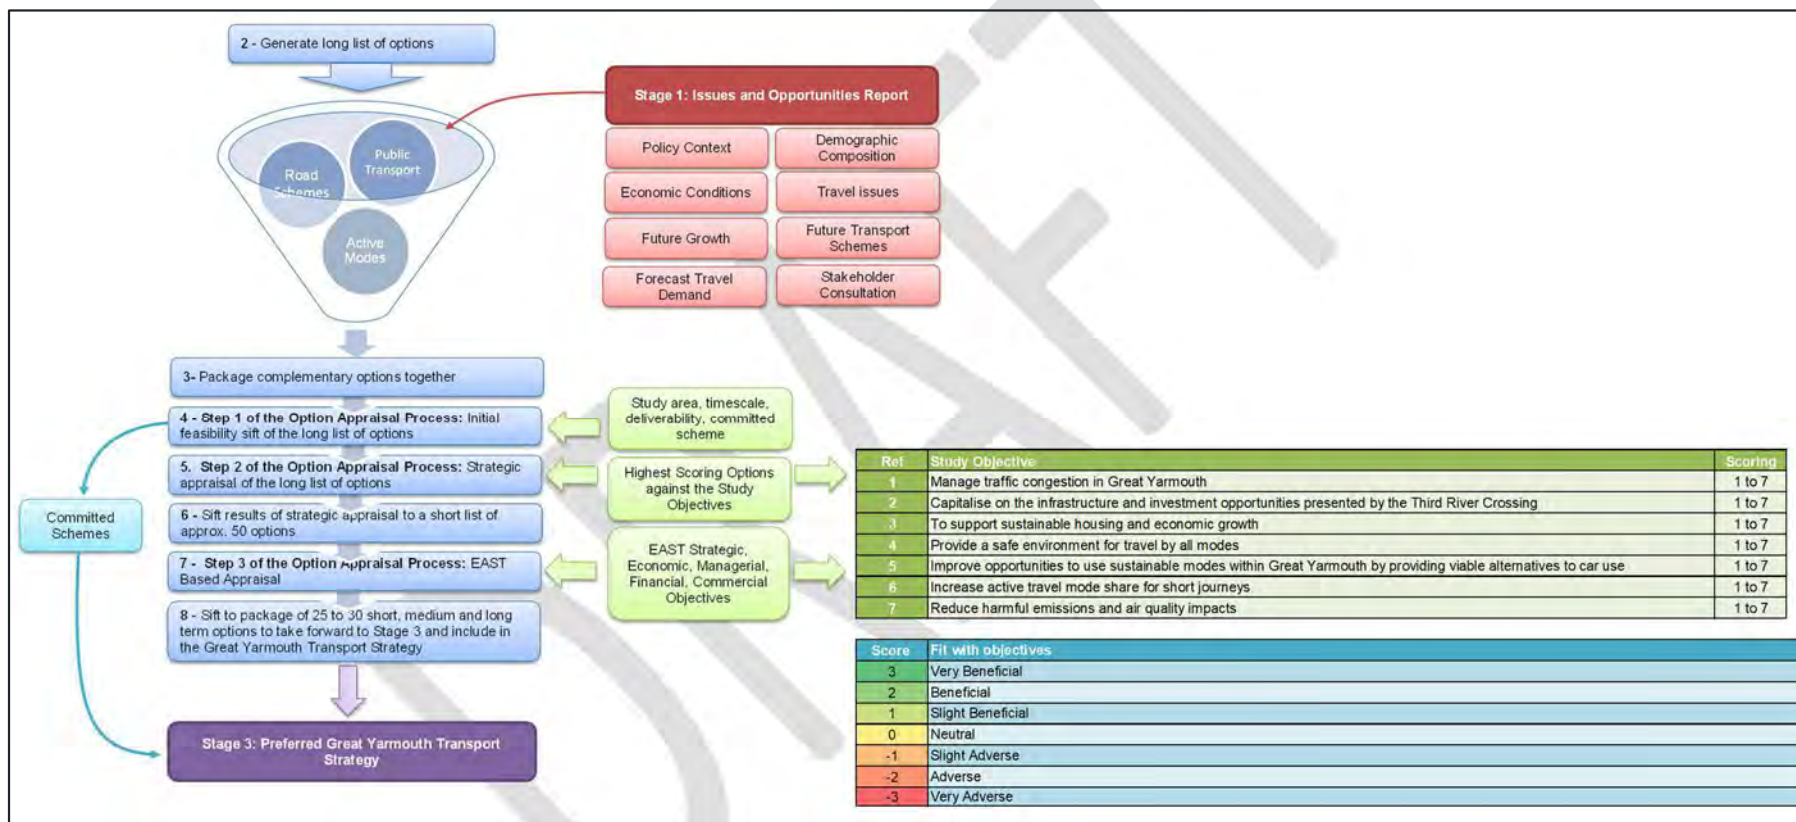 2 - Generate long list of options
Public
Transport
Road
Schemes
Active
Modes
Stage 1: Issues and Opportunities Report
Policy Context
Demographic
Composition
Economic Conditions
Travel issues
Future Growth
Future Transport
Schemes
Forecast Travel
Demand
Stakeholder
Consultation
3- Package complementary options together
4 - Step 1 of the Option Appraisal Process: Initial
feasibility sift of the long list of options
5. Step 2 of the Option Appraisal Process: Strategic
appraisal of the long list of options
6 - Sift results of strategic appraisal to a short list of
approx. 50 options
7 - Step 3 of the Option Appraisal Process: EAST
Based Appraisal
8 - Sift to package of 25 to 30 short, medium and long
term options to take forward to Stage 3 and include in
the Great Yarmouth Transport Strategy
Stage 3: Preferred Great Yarmouth Transport
Strategy
Committed
Schemes
Study area, timescale,
deliverability, committed
scheme
Highest Scoring Options
against the Study
Objectives
EAST Strategic,
Economic, Managerial,
Financial, Commercial
Objectives
Ref Study Objective Scoring
1 Manage traffic congestion in Great Yarmouth 1 to 7
2 Capitalise on the infrastructure and investment opportunities presented by the Third River Crossing 1 to 7
3 To support sustainable housing and economic growth 1 to 7
4 Provide a safe environment for travel by all modes 1 to 7
5 Improve opportunities to use sustainable modes within Great Yarmouth by providing viable alternatives to car use 1 to 7
6 Increase active travel mode share for short journeys 1 to 7
7 Reduce harmful emissions and air quality impacts 1 to 7
Score Fit with objectives
3 Very Beneficial
2 Beneficial
1 Slight Beneficial
0 Neutral
-1 Slight Adverse
-2 Adverse
-3 Very Adverse
DRAFT